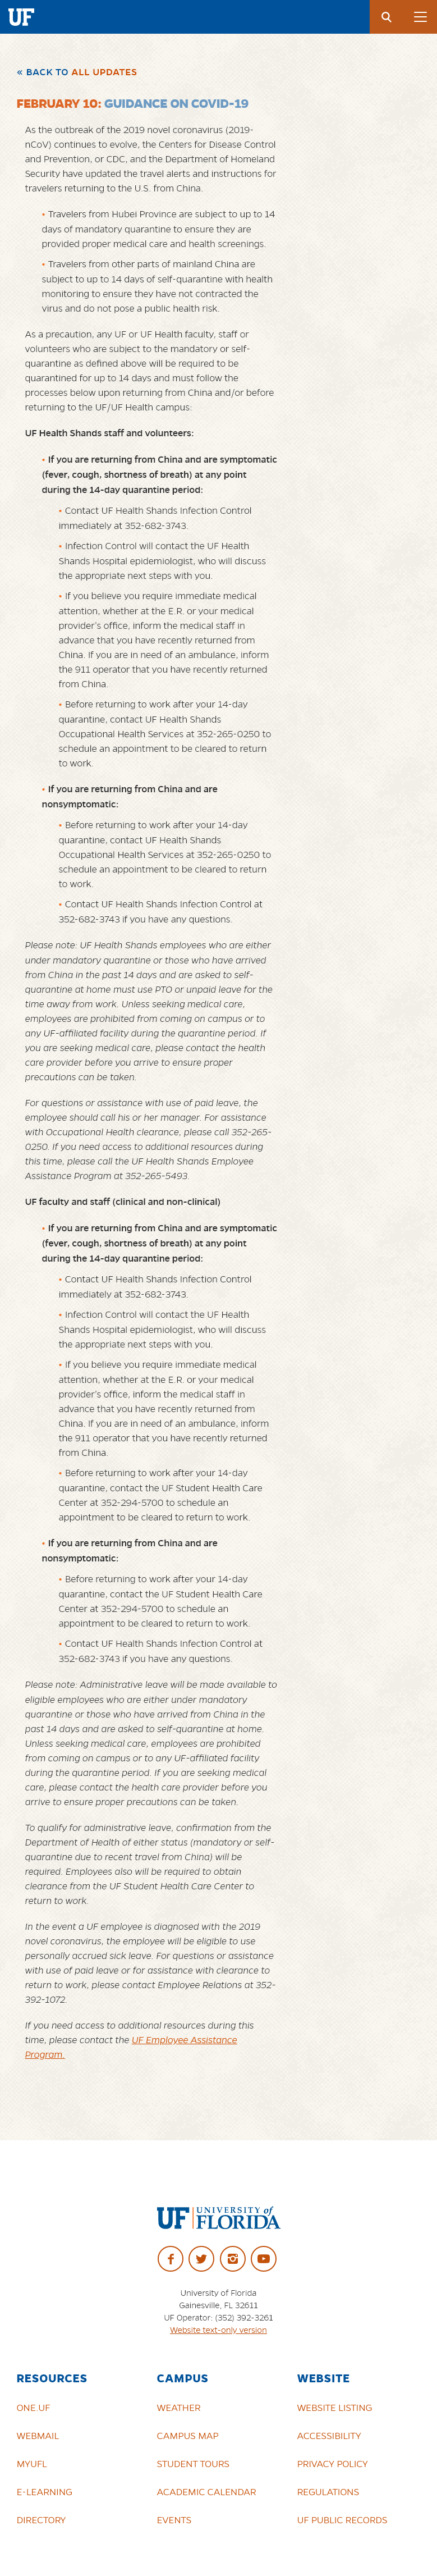 UF
« BACK TO ALL UPDATES
FEBRUARY 10: GUIDANCE ON COVID-19
As the outbreak of the 2019 novel coronavirus (2019-
nCoV) continues to evolve, the Centers for Disease Control
and Prevention, or CDC, and the Department of Homeland
Security have updated the travel alerts and instructions for
travelers returning to the U.S. from China.
• Travelers from Hubei Province are subject to up to 14
days of mandatory quarantine to ensure they are
provided proper medical care and health screenings.
• Travelers from other parts of mainland China are
subject to up to 14 days of self-quarantine with health
monitoring to ensure they have not contracted the
virus and do not pose a public health risk.
As a precaution, any UF or UF Health faculty, staff or
volunteers who are subject to the mandatory or self-
quarantine as defined above will be required to be
quarantined for up to 14 days and must follow the
processes below upon returning from China and/or before
returning to the UF/UF Health campus:
UF Health Shands staff and volunteers:
• If you are returning from China and are symptomatic
(fever, cough, shortness of breath) at any point
during the 14-day quarantine period:
• Contact UF Health Shands Infection Control
immediately at 352-682-3743.
• Infection Control will contact the UF Health
Shands Hospital epidemiologist, who will discuss
the appropriate next steps with you.
• If you believe you require immediate medical
attention, whether at the E.R. or your medical
provider's office, inform the medical staff in
advance that you have recently returned from
China. If you are in need of an ambulance, inform
the 911 operator that you have recently returned
from China.
• Before returning to work after your 14-day
quarantine, contact UF Health Shands
Occupational Health Services at 352-265-0250 to
schedule an appointment to be cleared to return
to work.
• If you are returning from China and are
nonsymptomatic:
• Before returning to work after your 14-day
quarantine, contact UF Health Shands
Occupational Health Services at 352-265-0250 to
schedule an appointment to be cleared to return
to work.
• Contact UF Health Shands Infection Control at
352-682-3743 if you have any questions.
Please note: UF Health Shands employees who are either
under mandatory quarantine or those who have arrived
from China in the past 14 days and are asked to self-
quarantine at home must use PTO or unpaid leave for the
time away from work. Unless seeking medical care,
employees are prohibited from coming on campus or to
any UF-affiliated facility during the quarantine period. If
you are seeking medical care, please contact the health
care provider before you arrive to ensure proper
precautions can be taken.
For questions or assistance with use of paid leave, the
employee should call his or her manager. For assistance
with Occupational Health clearance, please call 352-265-
0250. If you need access to additional resources during
this time, please call the UF Health Shands Employee
Assistance Program at 352-265-5493.
UF faculty and staff (clinical and non-clinical)
• If you are returning from China and are symptomatic
(fever, cough, shortness of breath) at any point
during the 14-day quarantine period:
• Contact UF Health Shands Infection Control
immediately at 352-682-3743.
• Infection Control will contact the UF Health
Shands Hospital epidemiologist, who will discuss
the appropriate next steps with you.
• If you believe you require immediate medical
attention, whether at the E.R. or your medical
provider's office, inform the medical staff in
advance that you have recently returned from
China. If you are in need of an ambulance, inform
the 911 operator that you have recently returned
from China.
• Before returning to work after your 14-day
quarantine, contact the UF Student Health Care
Center at 352-294-5700 to schedule an
appointment to be cleared to return to work.
• If you are returning from China and are
nonsymptomatic:
• Before returning to work after your 14-day
quarantine, contact the UF Student Health Care
Center at 352-294-5700 to schedule an
appointment to be cleared to return to work.
• Contact UF Health Shands Infection Control at
352-682-3743 if you have any questions.
Please note: Administrative leave will be made available to
eligible employees who are either under mandatory
quarantine or those who have arrived from China in the
past 14 days and are asked to self-quarantine at home.
Unless seeking medical care, employees are prohibited
from coming on campus or to any UF-affiliated facility
during the quarantine period. If you are seeking medical
care, please contact the health care provider before you
arrive to ensure proper precautions can be taken.
To qualify for administrative leave, confirmation from the
Department of Health of either status (mandatory or self-
quarantine due to recent travel from China) will be
required. Employees also will be required to obtain
clearance from the UF Student Health Care Center to
return to work.
In the event a UF employee is diagnosed with the 2019
novel coronavirus, the employee will be eligible to use
personally accrued sick leave. For questions or assistance
with use of paid leave or for assistance with clearance to
return to work, please contact Employee Relations at 352-
392-1072.
If you need access to additional resources during this
time, please contact the UF Employee Assistance
Program.
UF UNIVERSITY of FLORIDA
University of Florida
Gainesville, FL 32611
UF Operator: (352) 392-3261
Website text-only version
RESOURCES
ONE.UF
WEBMAIL
MYUFL
E-LEARNING
DIRECTORY
CAMPUS
WEATHER
CAMPUS MAP
STUDENT TOURS
ACADEMIC CALENDAR
EVENTS
WEBSITE
WEBSITE LISTING
ACCESSIBILITY
PRIVACY POLICY
REGULATIONS
UF PUBLIC RECORDS